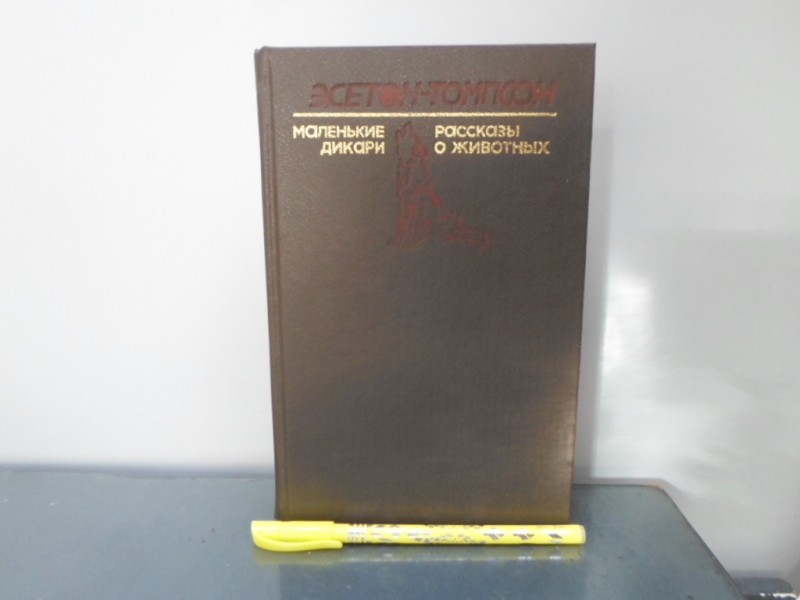 Э.СЕТОН-ТОМПСОН
МАЛЕНЬКИЕ
ДИКАРИ
РАССКАЗЫ
О ЖИВОТНЫХ